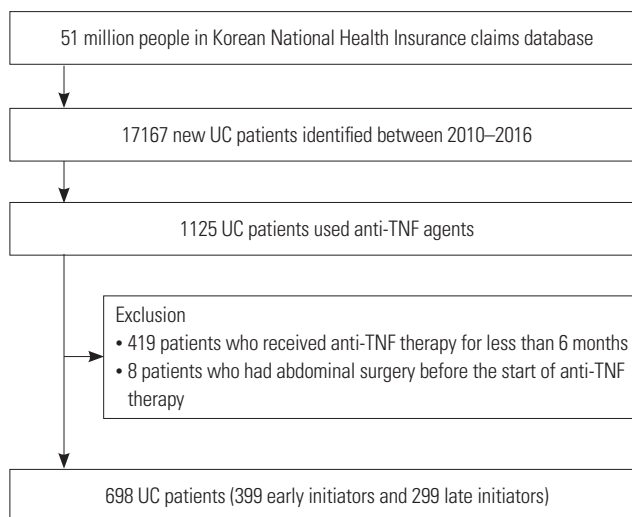 51 million people in Korean National Health Insurance claims database
17167 new UC patients identified between 2010–2016
1125 UC patients used anti-TNF agents
Exclusion
• 419 patients who received anti-TNF therapy for less than 6 months
• 8 patients who had abdominal surgery before the start of anti-TNF
therapy
698 UC patients (399 early initiators and 299 late initiators)